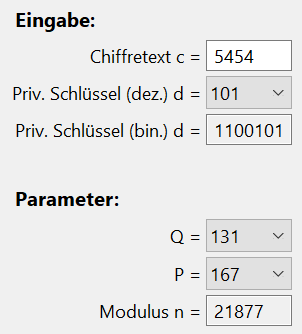 Eingabe:
Chiffretext c = 5454
Priv. Schlüssel (dez.) d = 101
Priv. Schlüssel (bin.) d = 1100101
Parameter:
Q = 131
P = 167
Modulus n = 21877